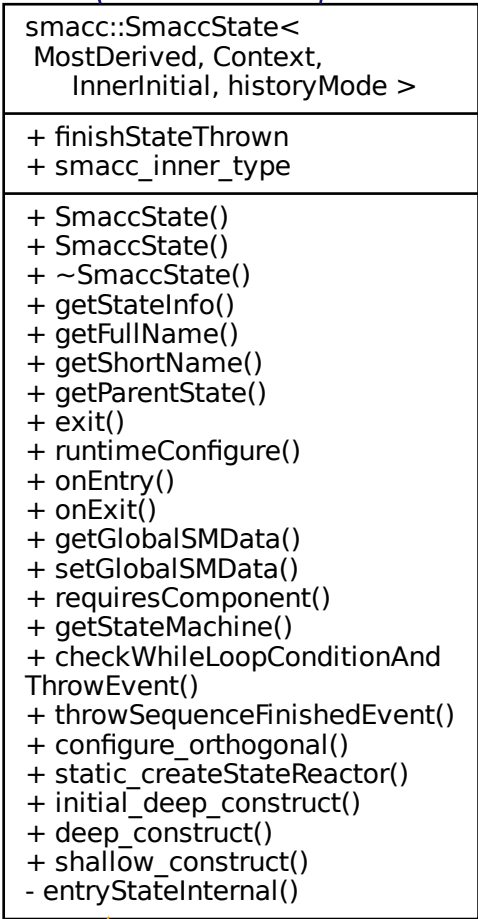 smacc::SmaccState<
MostDerived, Context,
InnerInitial, historyMode >
+ finishStateThrown
+ smacc_inner_type
+ SmaccState()
+ SmaccState()
+ ~SmaccState()
+ getStateInfo()
+ getFullName()
+ getShortName()
+ getParentState()
+ exit()
+ runtimeConfigure()
+ onEntry()
+ onExit()
+ getGlobalSMData()
+ setGlobalSMData()
+ requiresComponent()
+ getStateMachine()
+ checkWhileLoopConditionAnd
ThrowEvent()
+ throwSequenceFinishedEvent()
+ configure_orthogonal()
+ static_createStateReactor()
+ initial_deep_construct()
+ deep_construct()
+ shallow_construct()
- entryStateInternal()